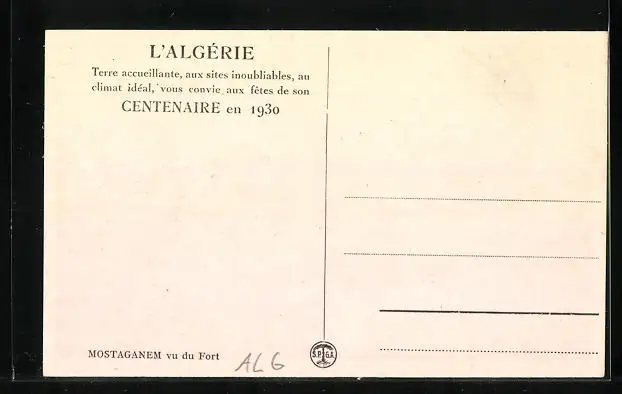 L'ALGÉRIE
Terre accueillante, aux sites inoubliables, au
climat idéal, vous convie aux fêtes de son
CENTENAIRE en 1930
MOSTAGANEM vu du Fort
ALG
S.P. G.A.